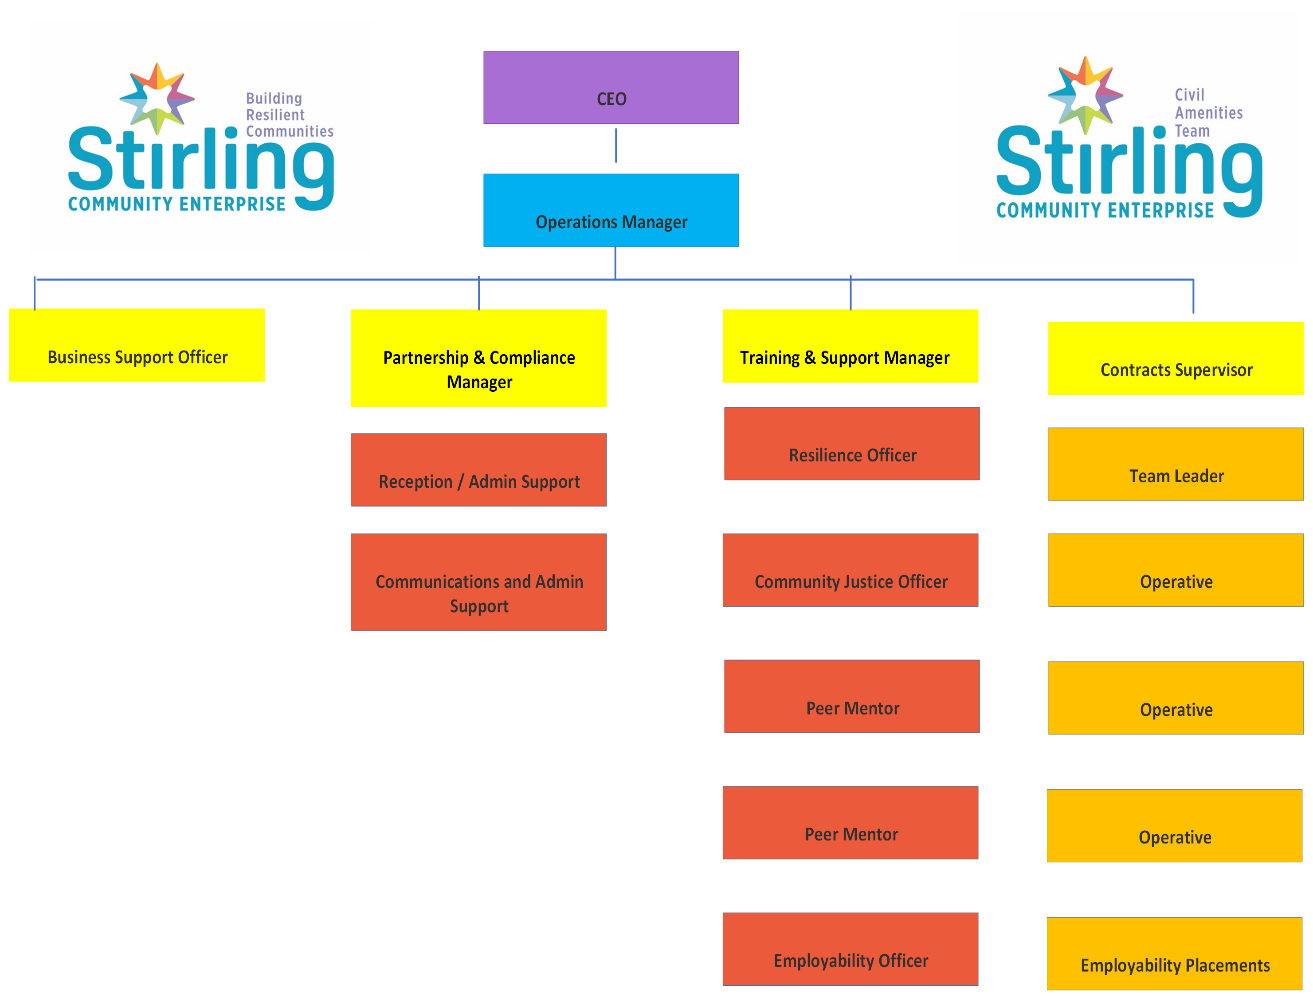 Building
Resilient
Communities
Stirling
COMMUNITY ENTERPRISE
CEO
Civil
Amenities
Team
Stirling
COMMUNITY ENTERPRISE
Operations Manager
Business Support Officer
Partnership & Compliance
Manager
Training & Support Manager
Contracts Supervisor
Reception / Admin Support
Resilience Officer
Team Leader
Communications and Admin
Support
Community Justice Officer
Operative
Peer Mentor
Operative
Peer Mentor
Operative
Employability Officer
Employability Placements